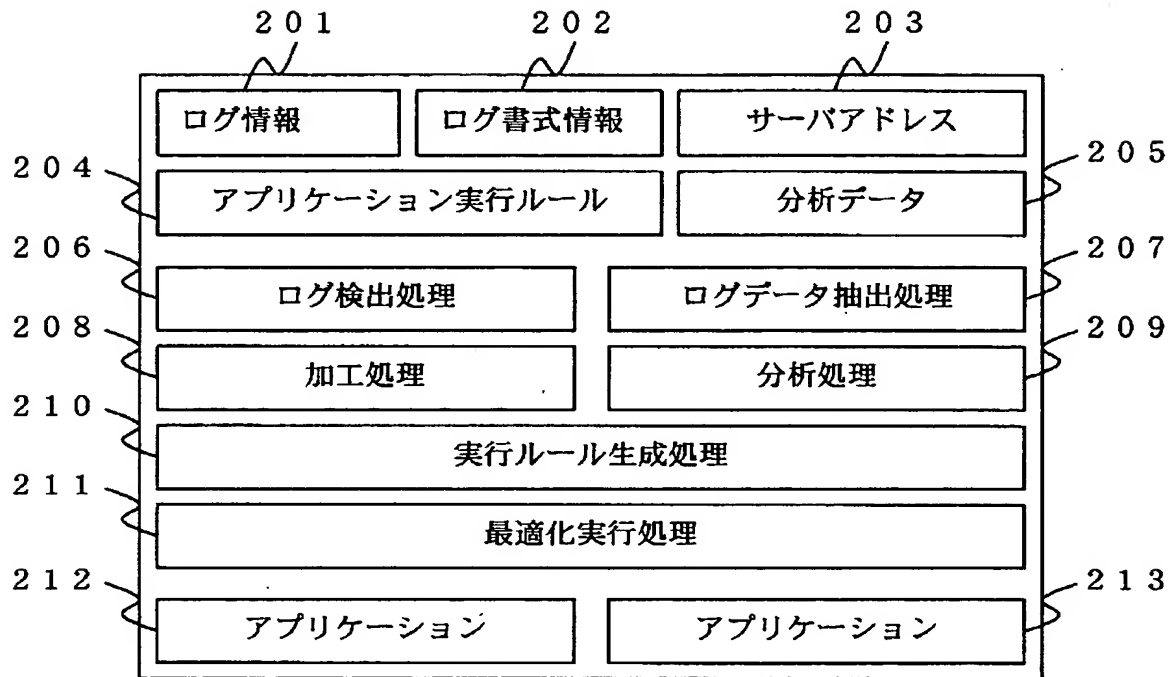 ２０１ ２０２ ２０３
ログ情報 ログ書式情報 サーバアドレス
２０４ ２０５
アプリケーション実行ルール 分析データ
２０６ ２０７
ログ検出処理 ログデータ抽出処理
２０８ ２０９
加工処理 分析処理
２１０
実行ルール生成処理
２１１
最適化実行処理
２１２ ２１３
アプリケーション アプリケーション